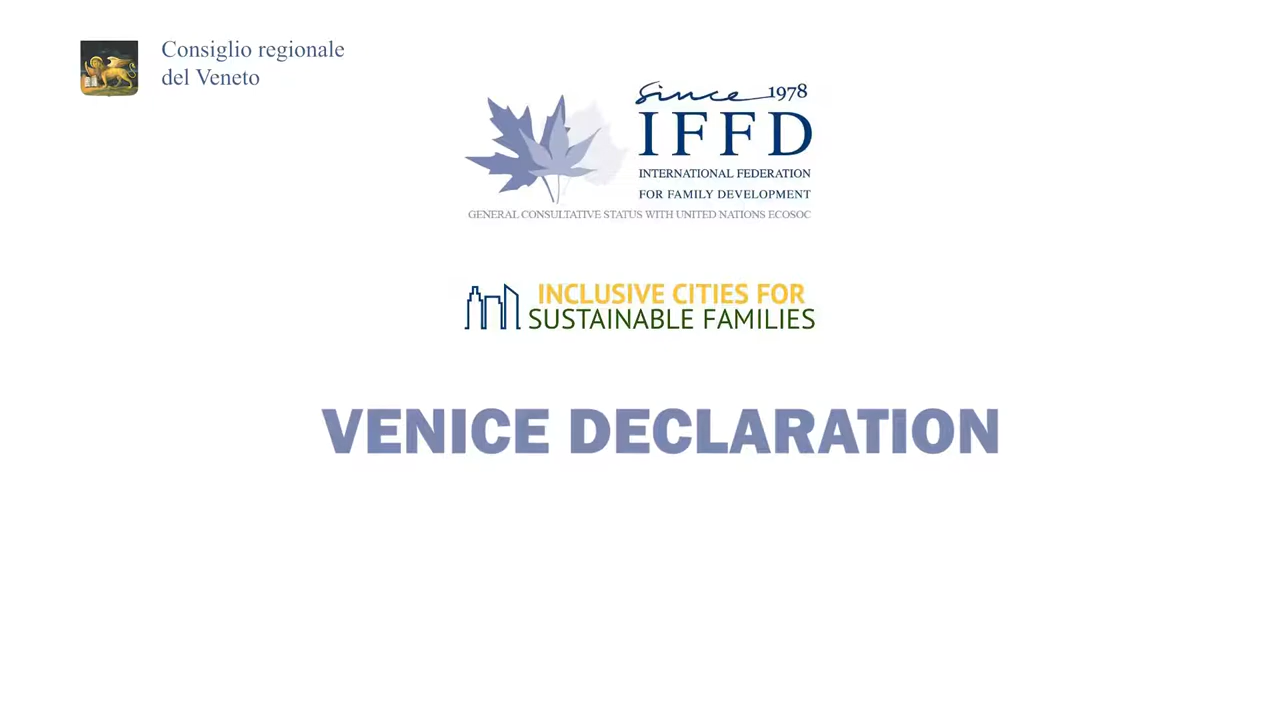 Consiglio regionale
del Veneto
Since 1978
IFFD
INTERNATIONAL FEDERATION
FOR FAMILY DEVELOPMENT
GENERAL CONSULTATIVE STATUS WITH UNITED NATIONS ECOSOC
INCLUSIVE CITIES FOR
SUSTAINABLE FAMILIES
VENICE DECLARATION